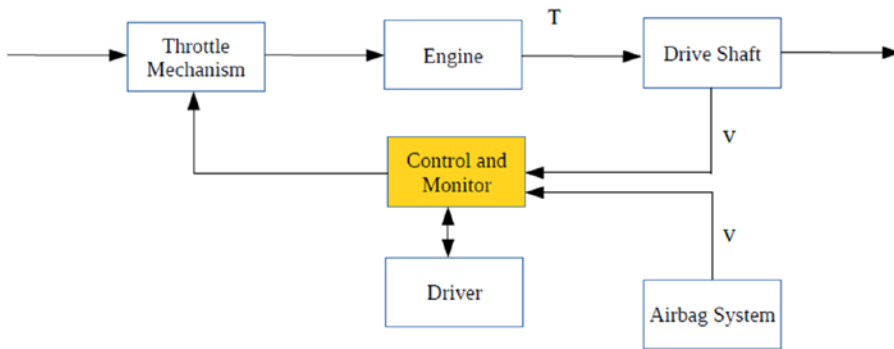 T
Throttle
Mechanism
Engine
Drive Shaft
v
Control and
Monitor
v
Driver
Airbag System